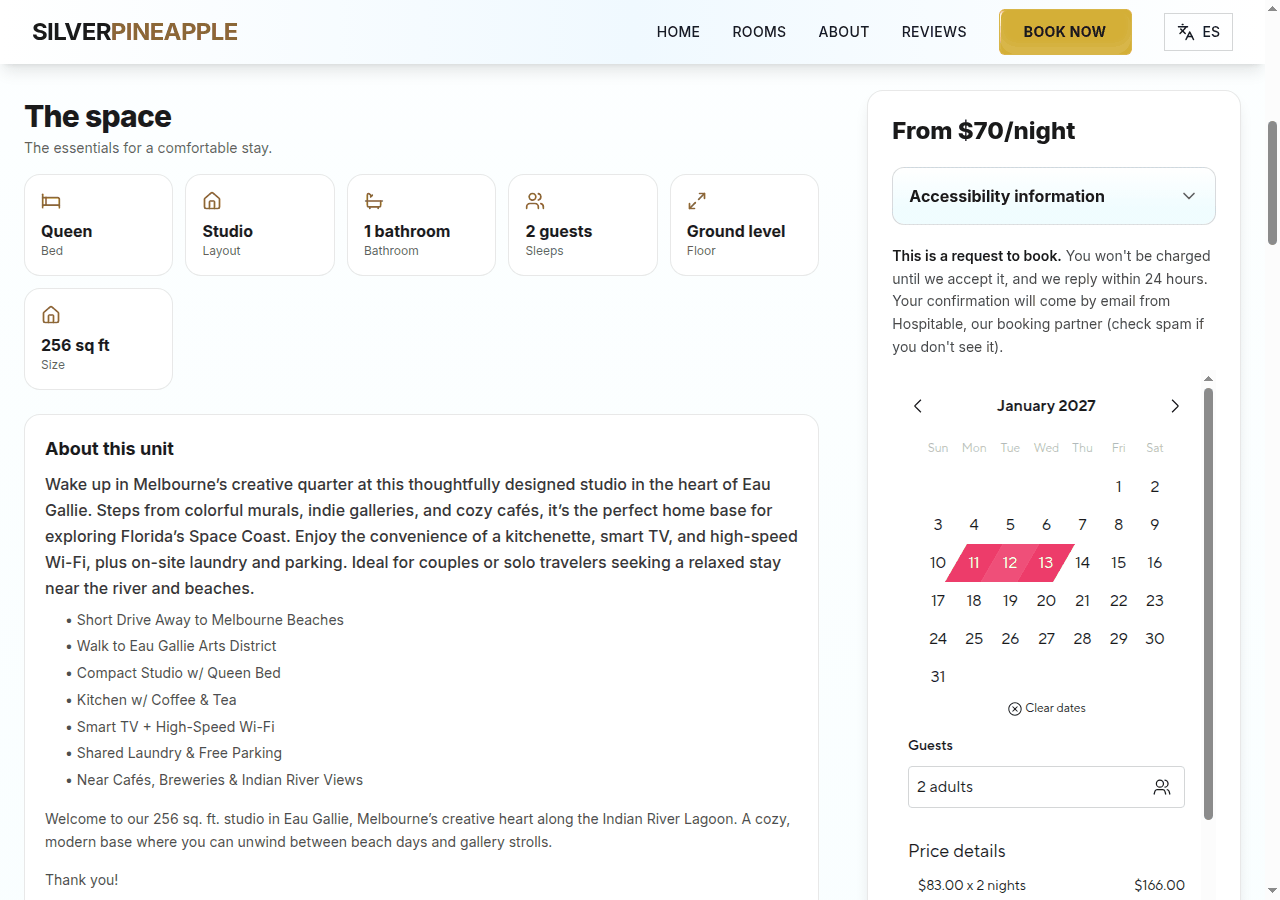 SILVERPINEAPPLE
HOME ROOMS ABOUT REVIEWS BOOK NOW ES
The space
The essentials for a comfortable stay.
Queen
Bed
Studio
Layout
1 bathroom
Bathroom
2 guests
Sleeps
Ground level
Floor
256 sq ft
Size
About this unit
Wake up in Melbourne’s creative quarter at this thoughtfully designed studio in the heart of Eau
Gallie. Steps from colorful murals, indie galleries, and cozy cafés, it’s the perfect home base for
exploring Florida’s Space Coast. Enjoy the convenience of a kitchenette, smart TV, and high-speed
Wi-Fi, plus on-site laundry and parking. Ideal for couples or solo travelers seeking a relaxed stay
near the river and beaches.
• Short Drive Away to Melbourne Beaches
• Walk to Eau Gallie Arts District
• Compact Studio w/ Queen Bed
• Kitchen w/ Coffee & Tea
• Smart TV + High-Speed Wi-Fi
• Shared Laundry & Free Parking
• Near Cafés, Breweries & Indian River Views
Welcome to our 256 sq. ft. studio in Eau Gallie, Melbourne’s creative heart along the Indian River Lagoon. A cozy,
modern base where you can unwind between beach days and gallery strolls.
Thank you!
From $70/night
Accessibility information
This is a request to book. You won't be charged
until we accept it, and we reply within 24 hours.
Your confirmation will come by email from
Hospitable, our booking partner (check spam if
you don't see it).
January 2027
Sun Mon Tue Wed Thu Fri Sat
1 2
3 4 5 6 7 8 9
10 11 12 13 14 15 16
17 18 19 20 21 22 23
24 25 26 27 28 29 30
31
Clear dates
Guests
2 adults
Price details
$83.00 x 2 nights $166.00